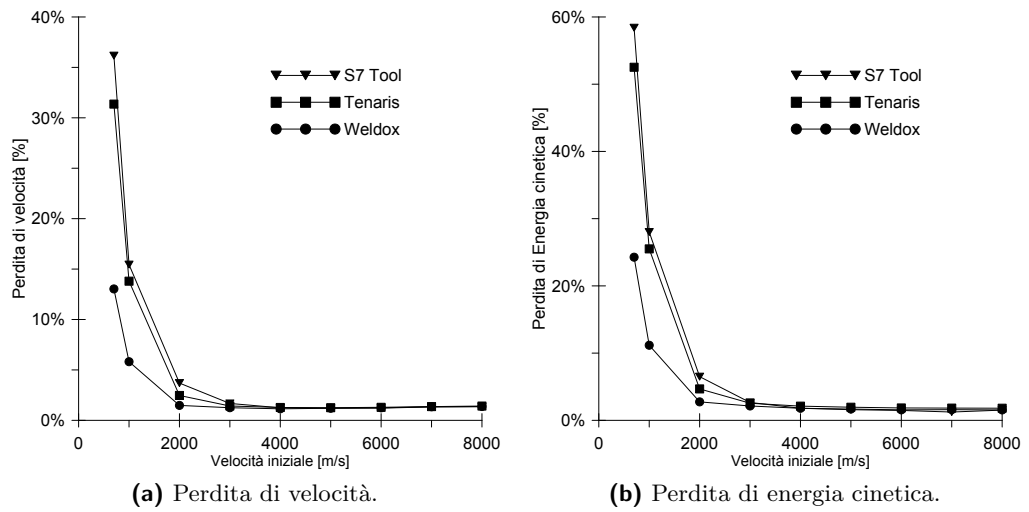 40%
30%
20%
10%
0%
Perdita di velocità [%]
S7 Tool
Tenaris
Weldox
0 2000 4000 6000 8000
Velocità iniziale [m/s]
(a) Perdita di velocità.
60%
40%
20%
0%
Perdita di Energia cinetica [%]
S7 Tool
Tenaris
Weldox
0 2000 4000 6000 8000
Velocità iniziale [m/s]
(b) Perdita di energia cinetica.